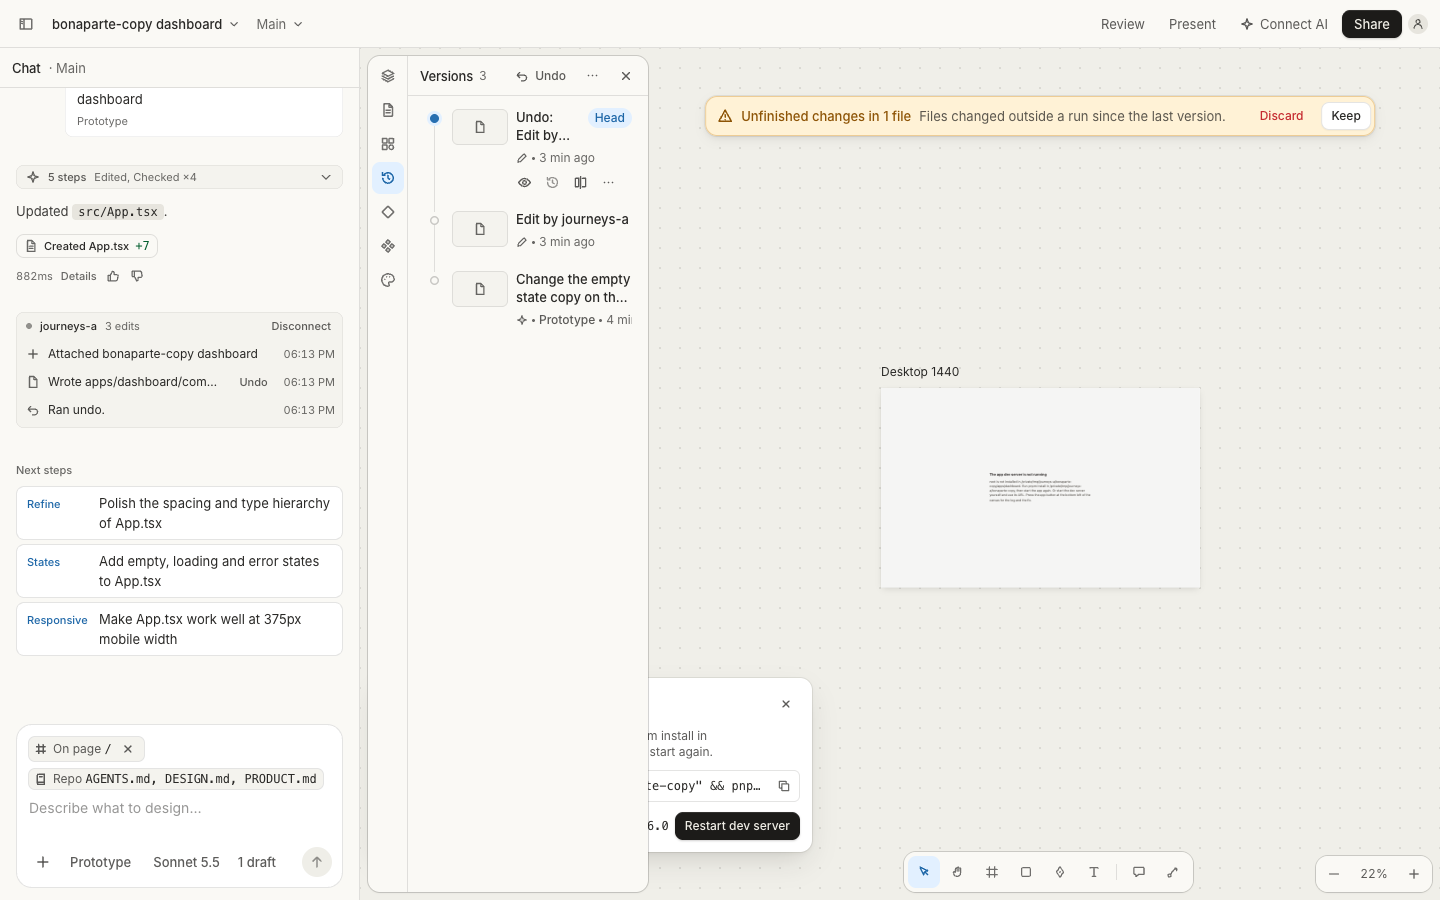 bonaparte-copy dashboard
Main
Review
Present
Connect AI
Share
Chat · Main
dashboard
Prototype
5 steps Edited, Checked ×4
Updated src/App.tsx.
Created App.tsx +7
882ms Details
journeys-a 3 edits Disconnect
Attached bonaparte-copy dashboard 06:13 PM
Wrote apps/dashboard/com... Undo 06:13 PM
Ran undo. 06:13 PM
Next steps
Refine
Polish the spacing and type hierarchy
of App.tsx
States
Add empty, loading and error states
to App.tsx
Responsive
Make App.tsx work well at 375px
mobile width
On page /
Repo AGENTS.md, DESIGN.md, PRODUCT.md
Describe what to design...
Prototype Sonnet 5.5 1 draft
Versions 3 Undo
Undo:
Edit by...
Head
• 3 min ago
Edit by journeys-a
• 3 min ago
Change the empty
state copy on th...
• Prototype • 4 mi
Unfinished changes in 1 file Files changed outside a run since the last version. Discard Keep
Desktop 1440
The app dev server is not running
m install in
start again.
te-copy" && pnp...
6.0 Restart dev server
22%